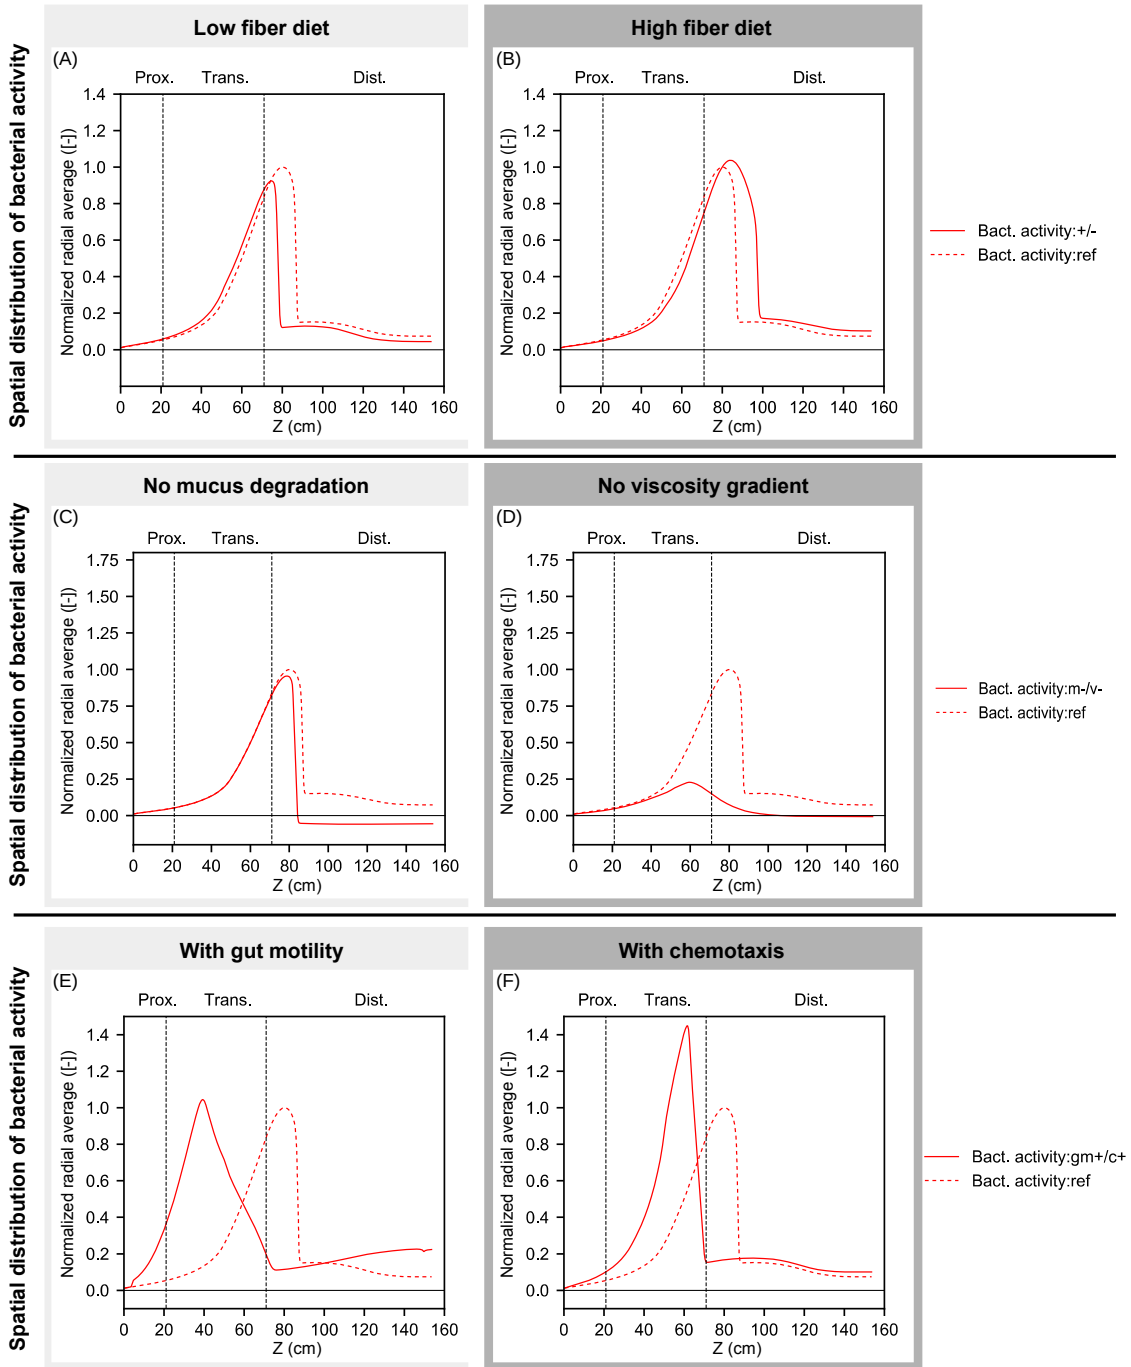 Low fiber diet
High fiber diet
Spatial distribution of bacterial activity
(A)
Prox. Trans. Dist.
Normalized radial average ([-])
1.4
1.2
1.0
0.8
0.6
0.4
0.2
0.0
0 20 40 60 80 100 120 140 160
Z (cm)
(B)
Prox. Trans. Dist.
Normalized radial average ([-])
1.4
1.2
1.0
0.8
0.6
0.4
0.2
0.0
0 20 40 60 80 100 120 140 160
Z (cm)
Bact. activity:+/-
Bact. activity:ref
No mucus degradation
No viscosity gradient
Spatial distribution of bacterial activity
(C)
Prox. Trans. Dist.
Normalized radial average ([-])
1.75
1.50
1.25
1.00
0.75
0.50
0.25
0.00
0 20 40 60 80 100 120 140 160
Z (cm)
(D)
Prox. Trans. Dist.
Normalized radial average ([-])
1.75
1.50
1.25
1.00
0.75
0.50
0.25
0.00
0 20 40 60 80 100 120 140 160
Z (cm)
Bact. activity:m-/v-
Bact. activity:ref
With gut motility
With chemotaxis
Spatial distribution of bacterial activity
(E)
Prox. Trans. Dist.
Normalized radial average ([-])
1.4
1.2
1.0
0.8
0.6
0.4
0.2
0.0
0 20 40 60 80 100 120 140 160
Z (cm)
(F)
Prox. Trans. Dist.
Normalized radial average ([-])
1.4
1.2
1.0
0.8
0.6
0.4
0.2
0.0
0 20 40 60 80 100 120 140 160
Z (cm)
Bact. activity:gm+/c+
Bact. activity:ref